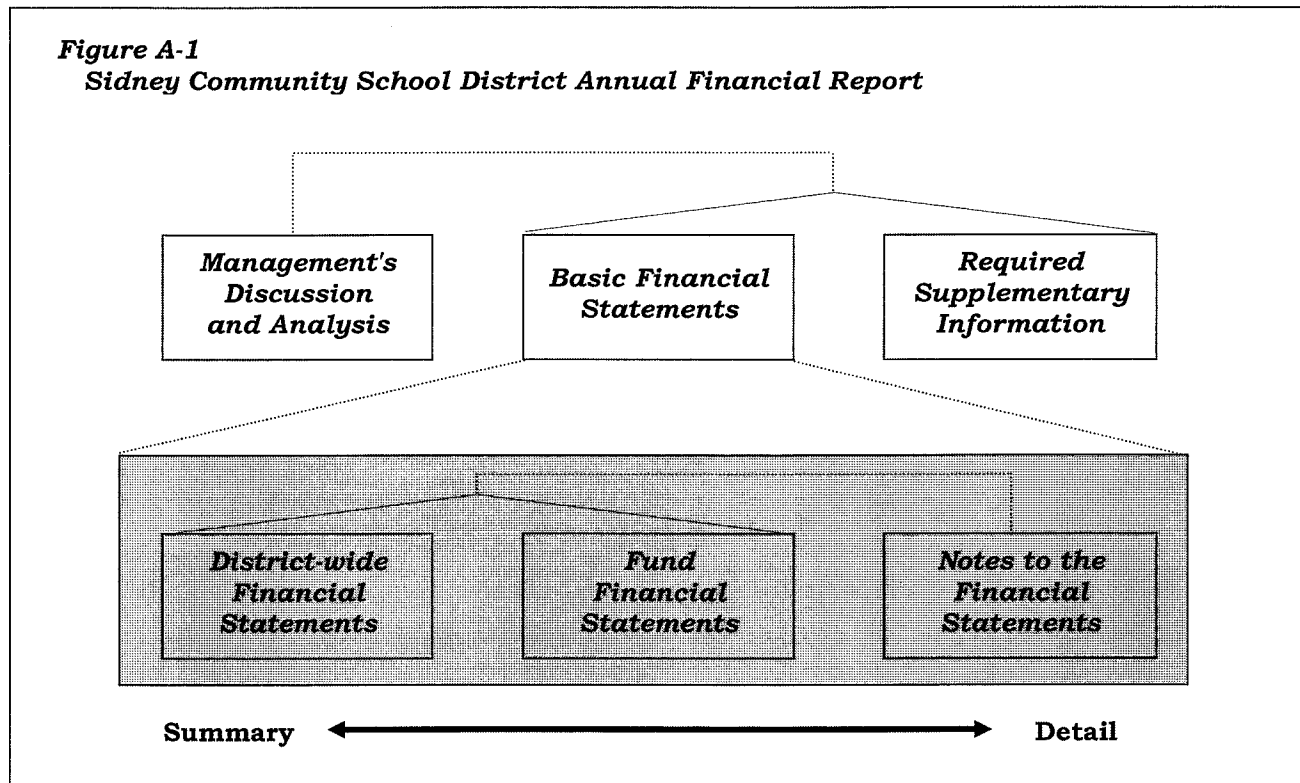 Figure A-1
Sidney Community School District Annual Financial Report
Management's
Discussion
and Analysis
Basic Financial
Statements
Required
Supplementary
Information
District-wide
Financial
Statements
Fund
Financial
Statements
Notes to the
Financial
Statements
Summary
Detail